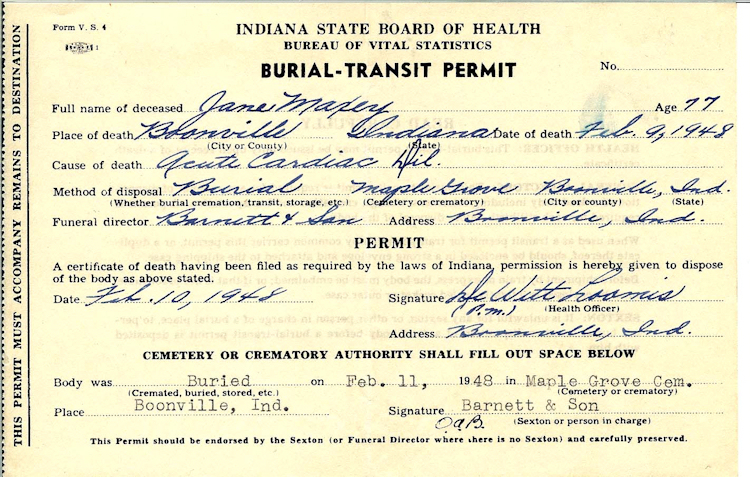 Form V. S. 4
INDIANA STATE BOARD OF HEALTH
BUREAU OF VITAL STATISTICS
BURIAL-TRANSIT PERMIT
No.
Full name of deceased Jane Maxey Age 77
Place of death Boonville Indiana Date of death Feb. 9, 1948
(City or County) (State)
Cause of death Acute Cardiac Dil.
Method of disposal Burial Maple Grove Boonville, Ind.
(Whether burial cremation, transit, storage, etc.) (Cemetery or crematory) (City or county) (State)
Funeral director Barnett & Son Address Boonville, Ind.
PERMIT
A certificate of death having been filed as required by the laws of Indiana, permission is hereby given to dispose
of the body as above stated.
Date Feb. 10, 1948 Signature De Witt Loomis
(Health Officer)
Address Boonville, Ind.
CEMETERY OR CREMATORY AUTHORITY SHALL FILL OUT SPACE BELOW
Body was Buried on Feb. 11, 1948 in Maple Grove Cem.
(Cremated, buried, stored, etc.) (Cemetery or crematory)
Place Boonville, Ind. Signature Barnett & Son
O.a.B. (Sexton or person in charge)
This Permit should be endorsed by the Sexton (or Funeral Director where there is no Sexton) and carefully preserved.
THIS PERMIT MUST ACCOMPANY REMAINS TO DESTINATION